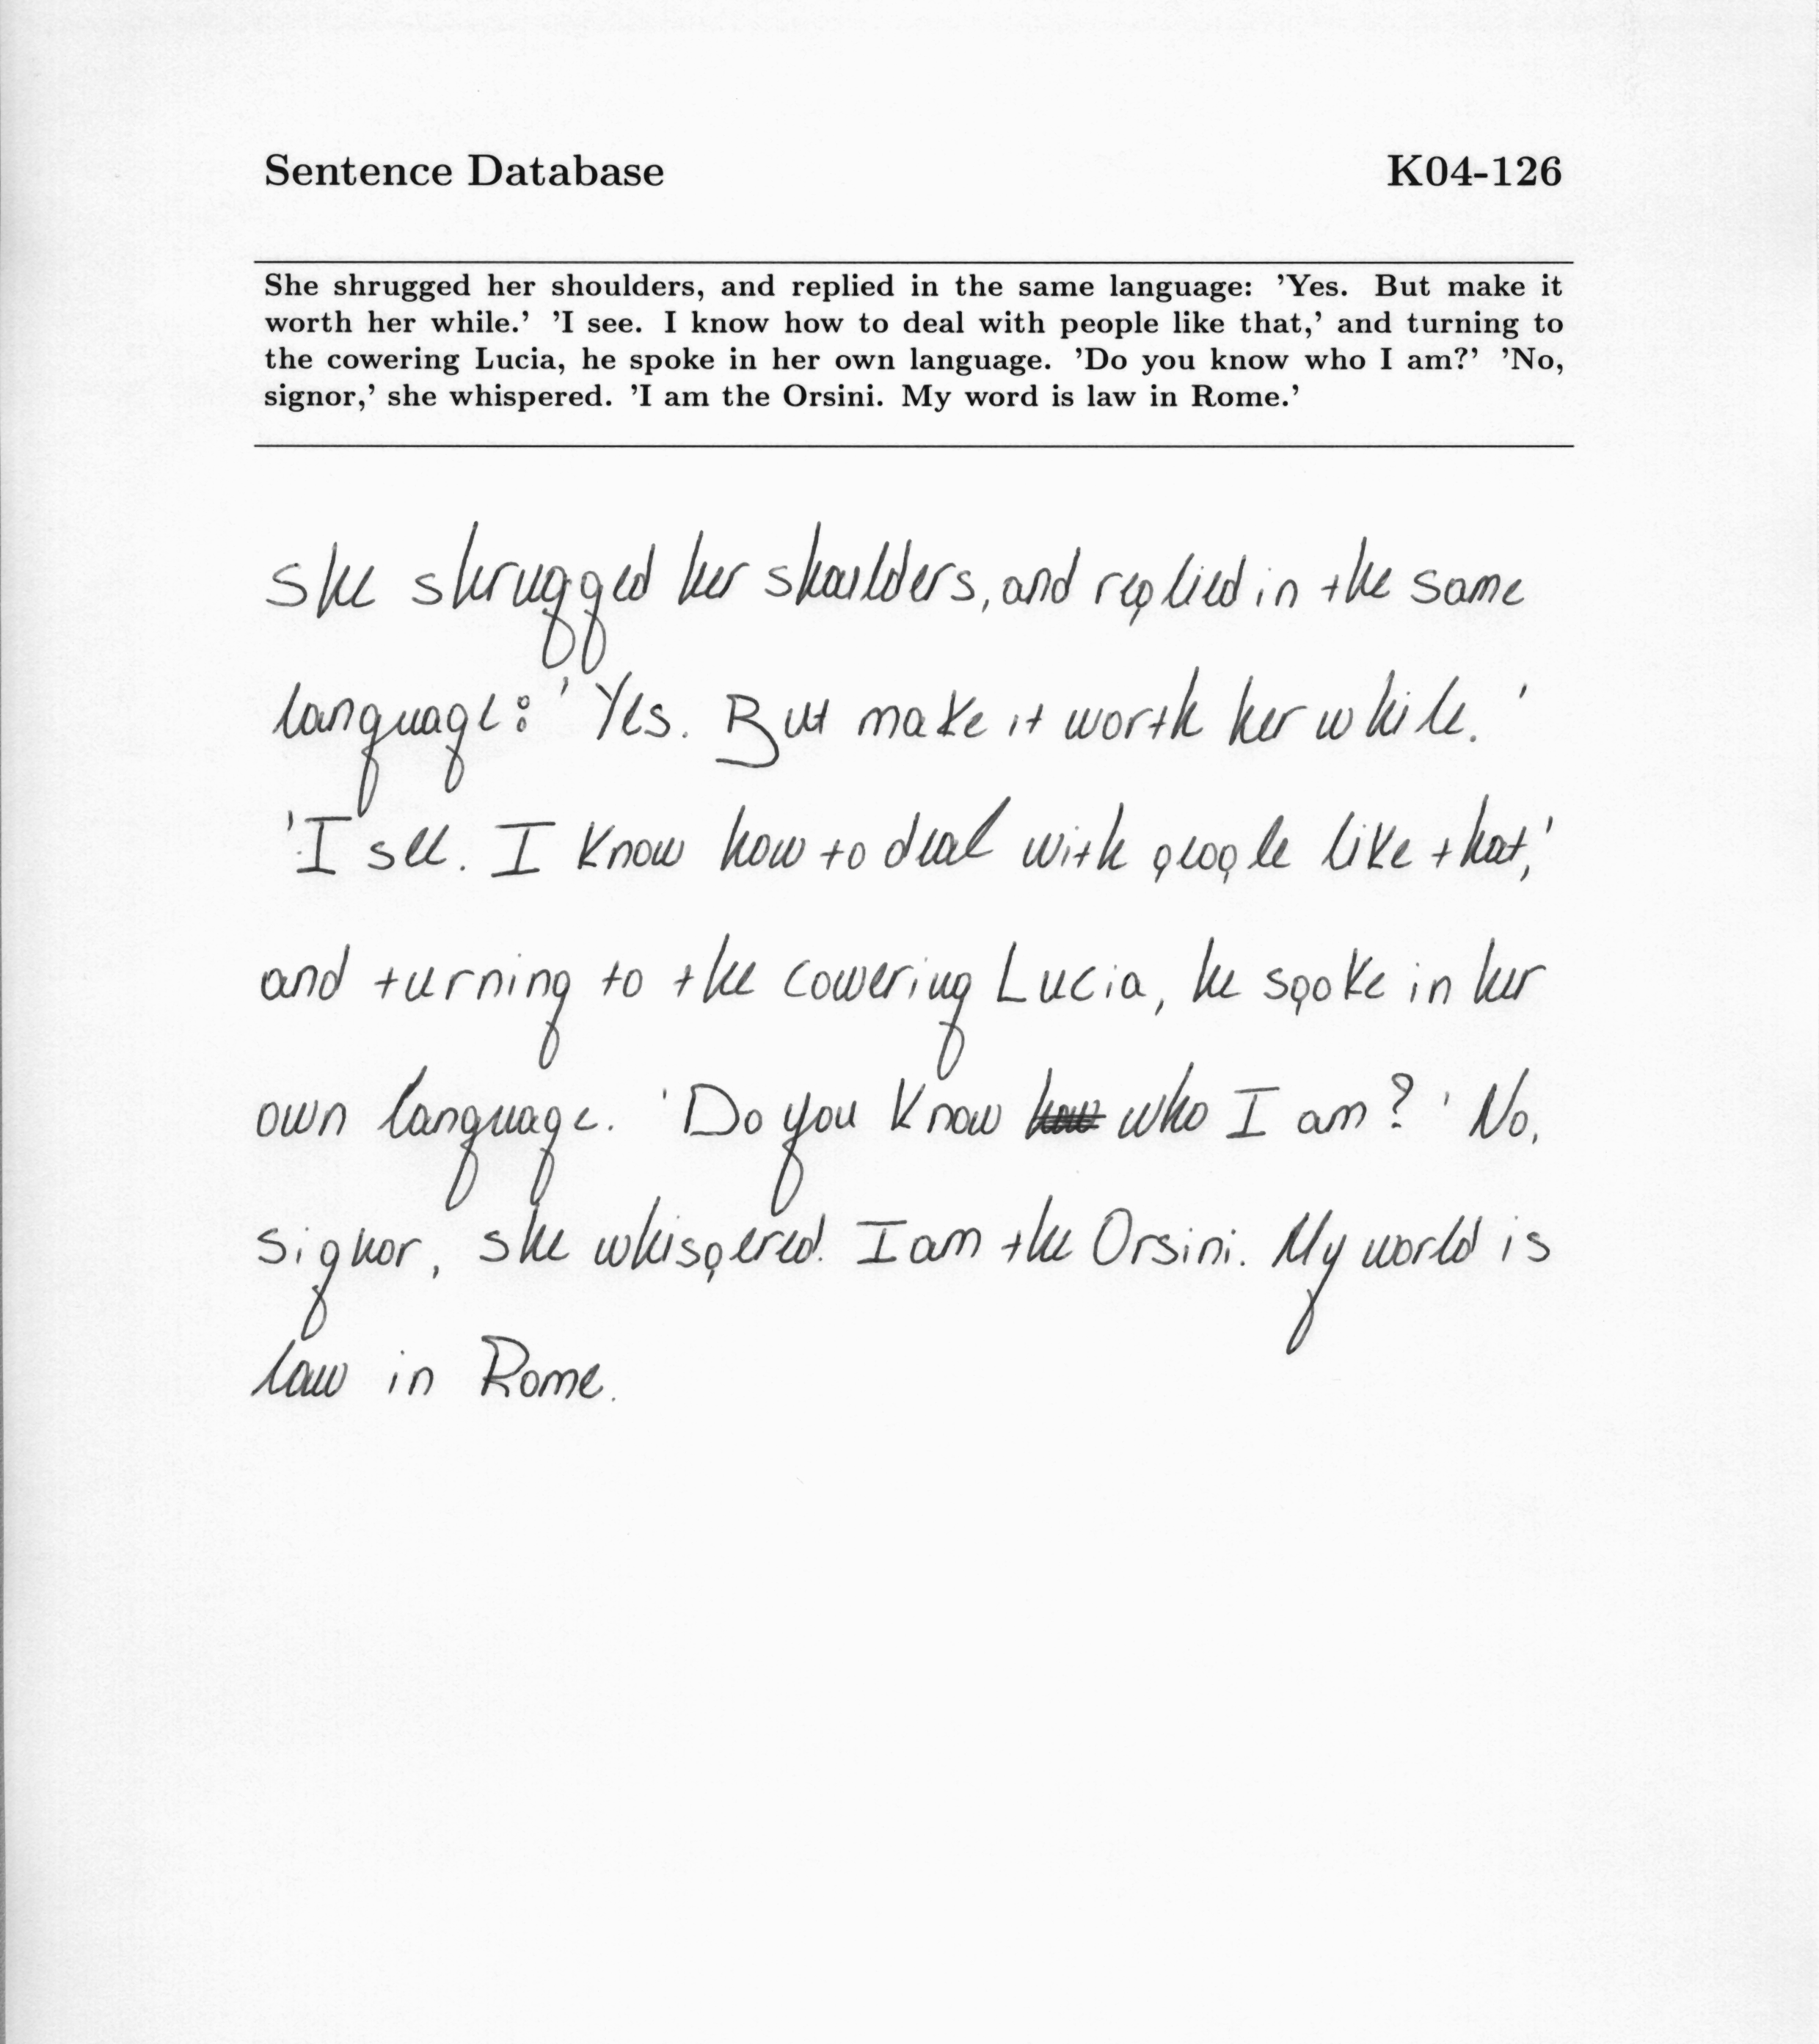 Sentence Database K04-126
She shrugged her shoulders, and replied in the same language: 'Yes. But make it
worth her while.' 'I see. I know how to deal with people like that,' and turning to
the cowering Lucia, he spoke in her own language. 'Do you know who I am?' 'No,
signor,' she whispered. 'I am the Orsini. My word is law in Rome.'
She shrugged her shoulders, and replied in the same
language: ' Yes. But make it worth her while. '
'I see. I know how to deal with people like that,'
and turning to the cowering Lucia, he spoke in her
own language. 'Do you know who I am? ' No,
signor, she whispered. I am the Orsini. My world is
law in Rome.